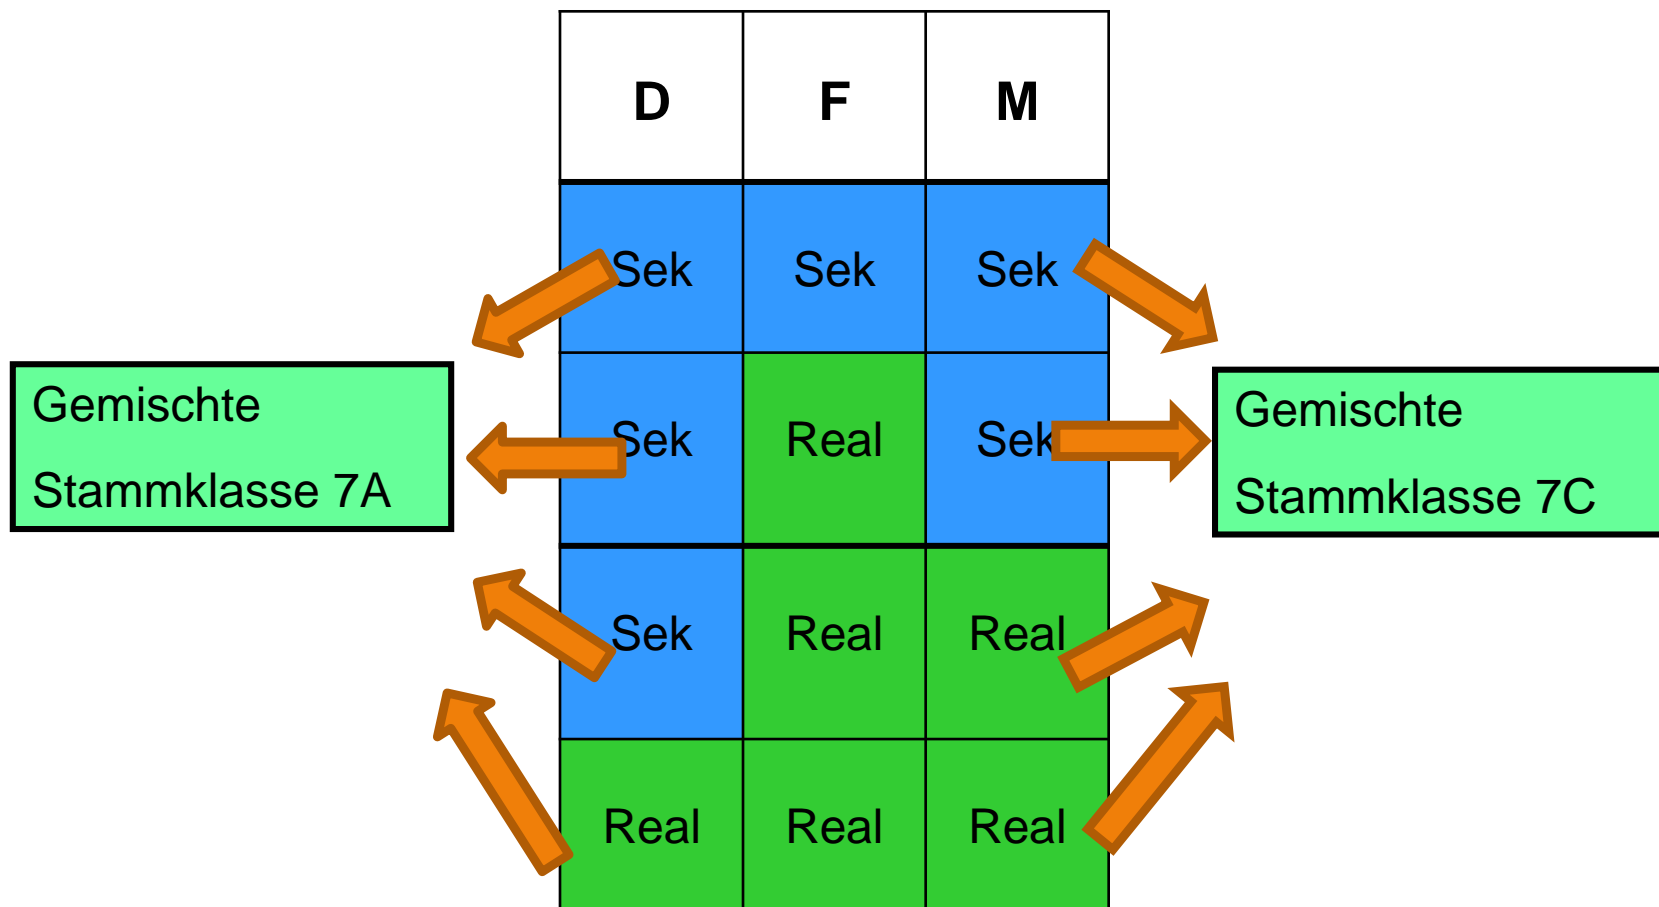 D F M
Sek Sek Sek
Gemischte
Stammklasse 7A
Sek Real Sek
Gemischte
Stammklasse 7C
Sek Real Real
Real Real Real